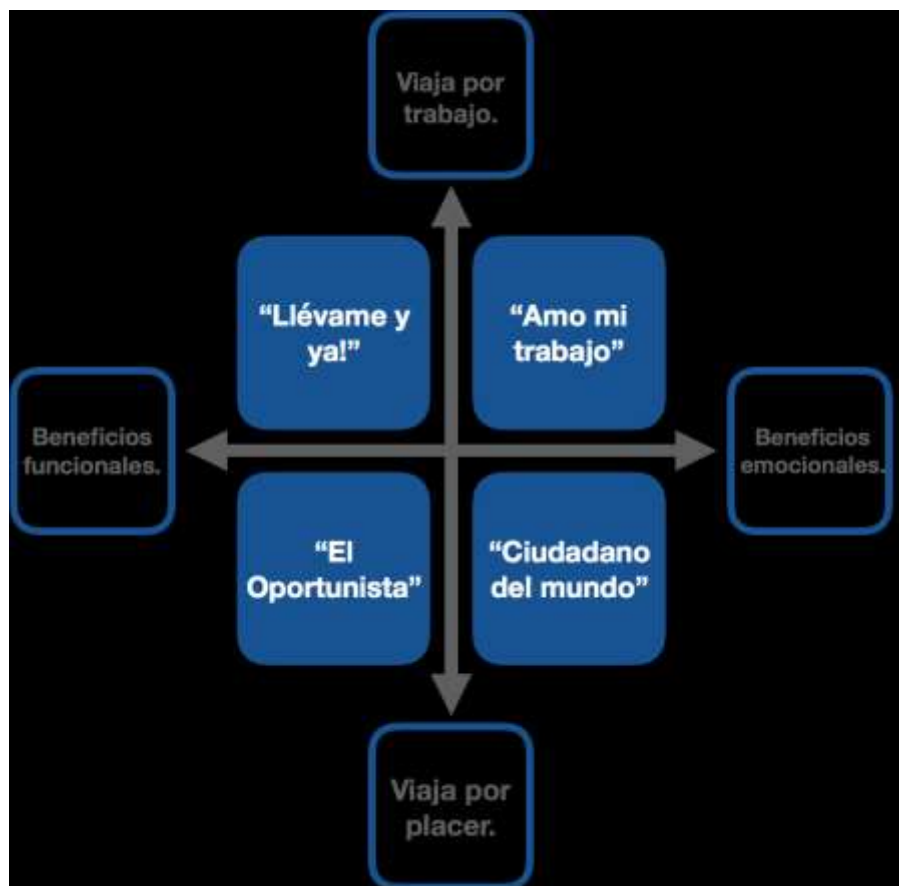 Viaja por
trabajo.
“Llévame y
ya!”
“Amo mi
trabajo”
Beneficios
funcionales.
Beneficios
emocionales.
“El
Oportunista”
“Ciudadano
del mundo”
Viaja por
placer.